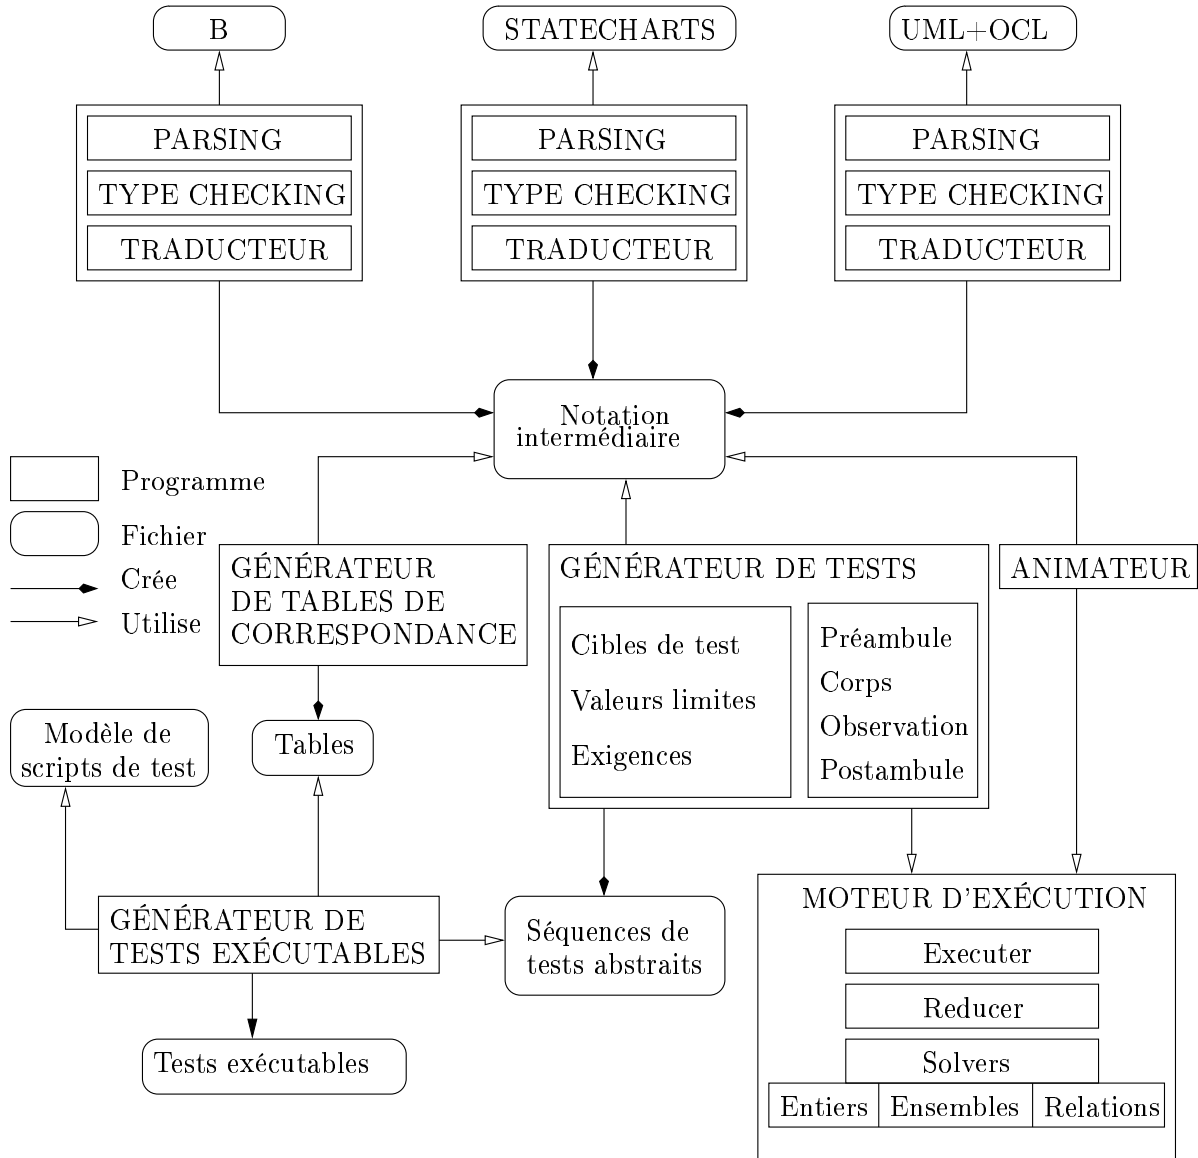 B
STATECHARTS
UML+OCL
PARSING
TYPE CHECKING
TRADUCTEUR
PARSING
TYPE CHECKING
TRADUCTEUR
PARSING
TYPE CHECKING
TRADUCTEUR
Notation
intermédiaire
Programme
Fichier
Crée
Utilise
GÉNÉRATEUR
DE TABLES DE
CORRESPONDANCE
GÉNÉRATEUR DE TESTS
Cibles de test
Valeurs limites
Exigences
Préambule
Corps
Observation
Postambule
ANIMATEUR
Modèle de
scripts de test
Tables
GÉNÉRATEUR DE
TESTS EXÉCUTABLES
Séquences de
tests abstraits
Tests exécutables
MOTEUR D'EXÉCUTION
Executer
Reducer
Solvers
Entiers
Ensembles
Relations